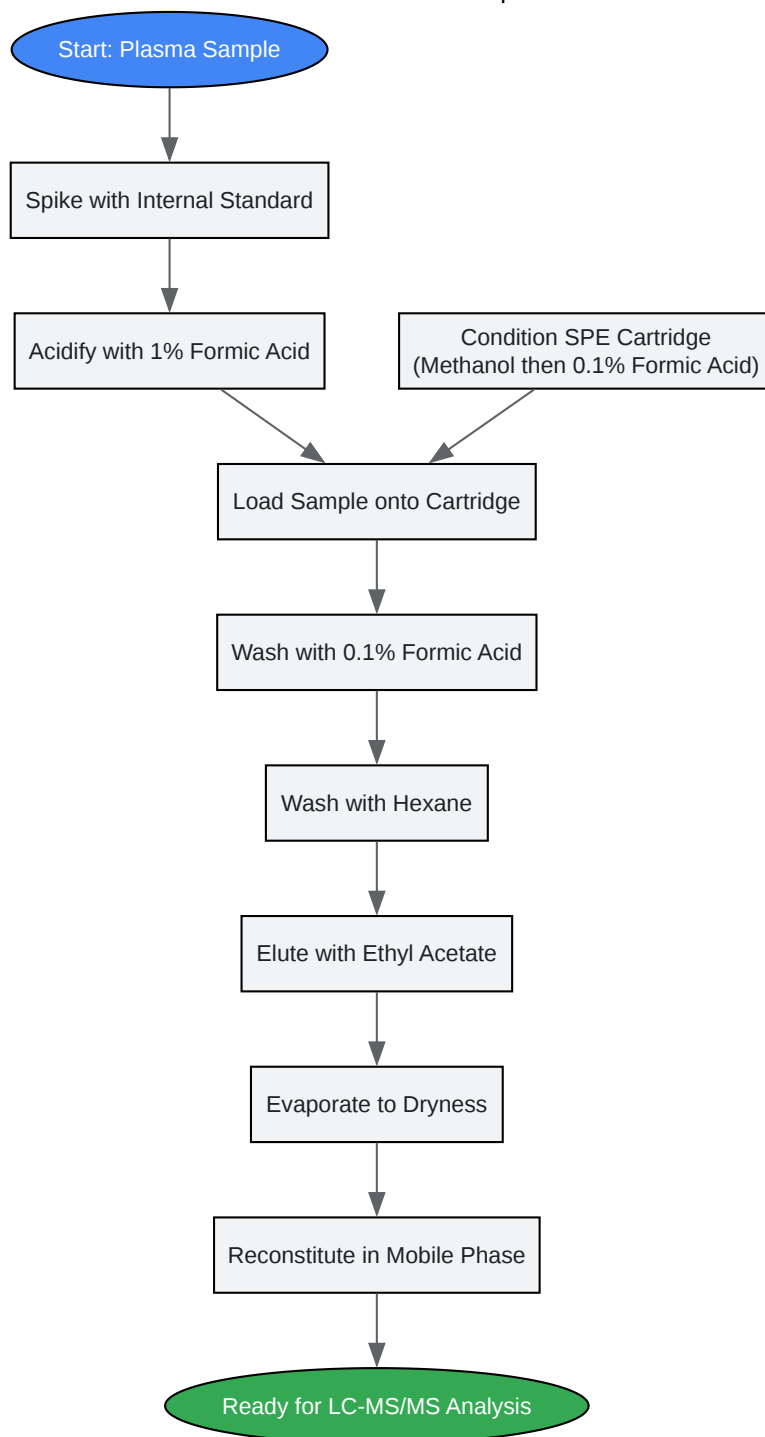 Start: Plasma Sample
Spike with Internal Standard
Acidify with 1% Formic Acid
Condition SPE Cartridge
(Methanol then 0.1% Formic Acid)
Load Sample onto Cartridge
Wash with 0.1% Formic Acid
Wash with Hexane
Elute with Ethyl Acetate
Evaporate to Dryness
Reconstitute in Mobile Phase
Ready for LC-MS/MS Analysis